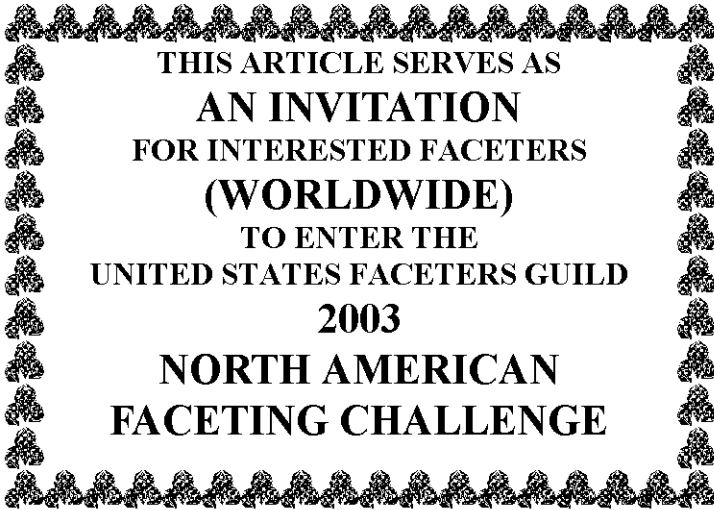 THIS ARTICLE SERVES AS
AN INVITATION
FOR INTERESTED FACETERS
(WORLDWIDE)
TO ENTER THE
UNITED STATES FACETERS GUILD
2003
NORTH AMERICAN
FACETING CHALLENGE